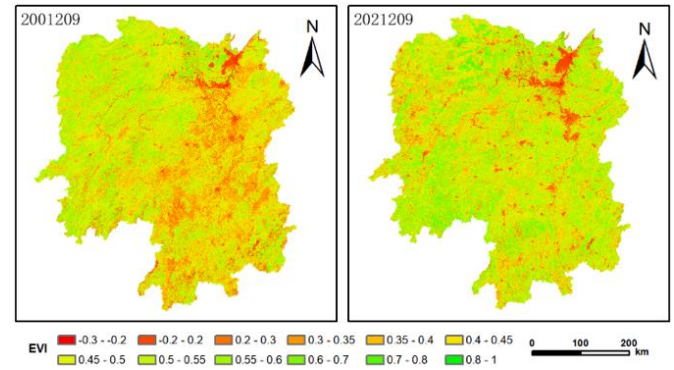 2001209
N
2021209
N
EVI
-0.3 - -0.2
-0.2 - 0.2
0.2 - 0.3
0.3 - 0.35
0.35 - 0.4
0.4 - 0.45
0.45 - 0.5
0.5 - 0.55
0.55 - 0.6
0.6 - 0.7
0.7 - 0.8
0.8 - 1
0 100 200
km